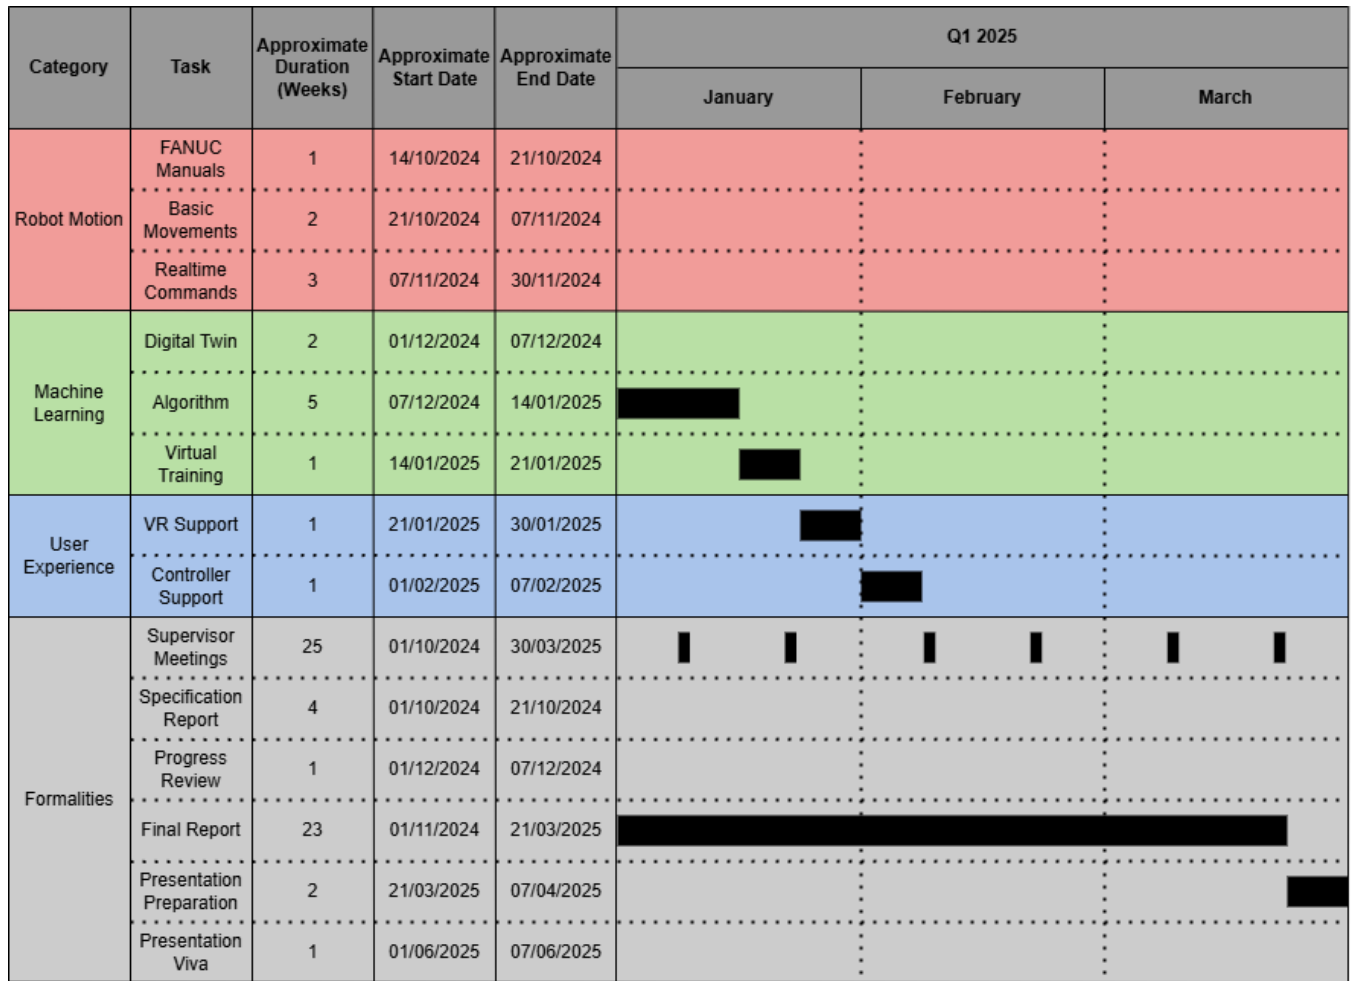 Category
Task
Approximate
Duration
(Weeks)
Approximate
Start Date
Approximate
End Date
Q1 2025
January
February
March
Robot Motion
FANUC
Manuals
1
14/10/2024
21/10/2024
Basic
Movements
2
21/10/2024
07/11/2024
Realtime
Commands
3
07/11/2024
30/11/2024
Machine
Learning
Digital Twin
2
01/12/2024
07/12/2024
Algorithm
5
07/12/2024
14/01/2025
Virtual
Training
1
14/01/2025
21/01/2025
User
Experience
VR Support
1
21/01/2025
30/01/2025
Controller
Support
1
01/02/2025
07/02/2025
Formalities
Supervisor
Meetings
25
01/10/2024
30/03/2025
Specification
Report
4
01/10/2024
21/10/2024
Progress
Review
1
01/12/2024
07/12/2024
Final Report
23
01/11/2024
21/03/2025
Presentation
Preparation
2
21/03/2025
07/04/2025
Presentation
Viva
1
01/06/2025
07/06/2025